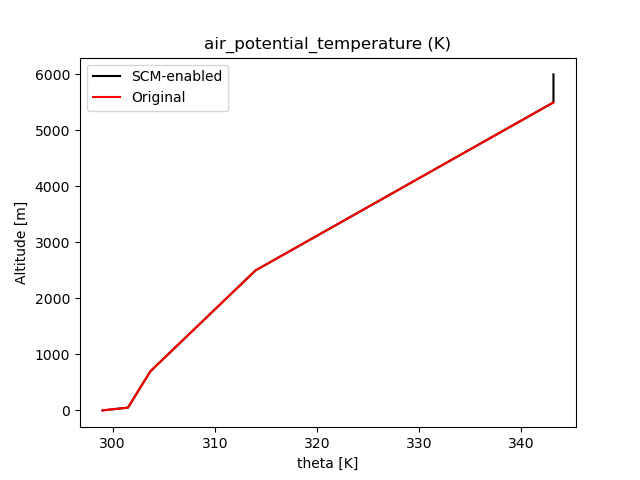 air_potential_temperature (K)
SCM-enabled
Original
6000
5000
4000
3000
2000
1000
0
Altitude [m]
300
310
320
330
340
theta [K]